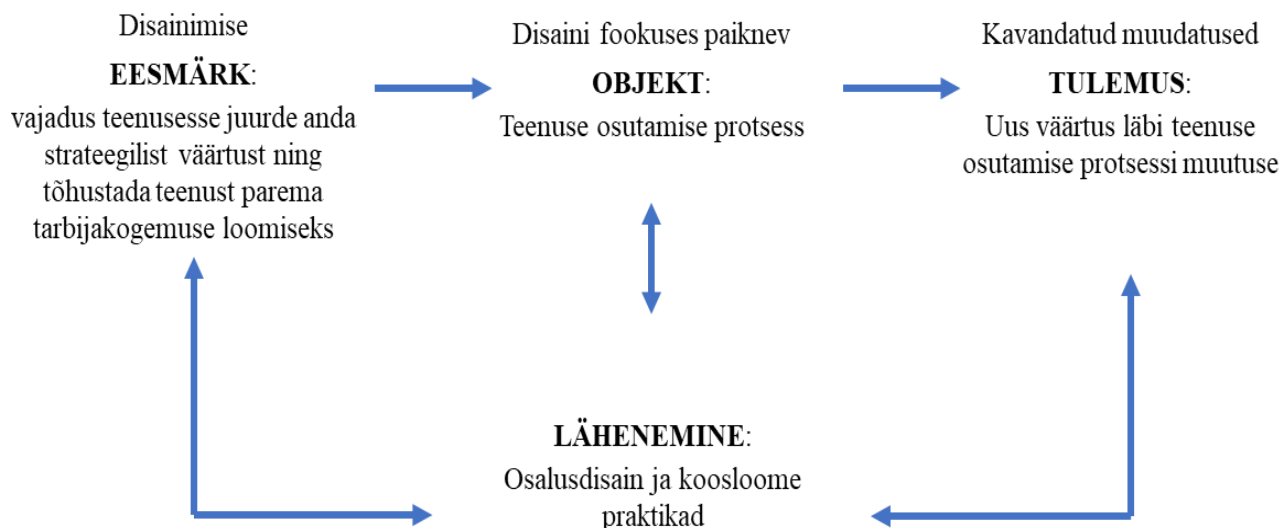 Disainimise
EESMÄRK:
vajadus teenusesse juurde anda
strateegilist väärtust ning
tõhustada teenust parema
tarbijakogemuse loomiseks
Disaini fookuses paiknev
OBJEKT:
Teenuse osutamise protsess
Kavandatud muudatused
TULEMUS:
Uus väärtus läbi teenuse
osutamise protsessi muutuse
LÄHENEMINE:
Osalusdisain ja koosloome
praktikad